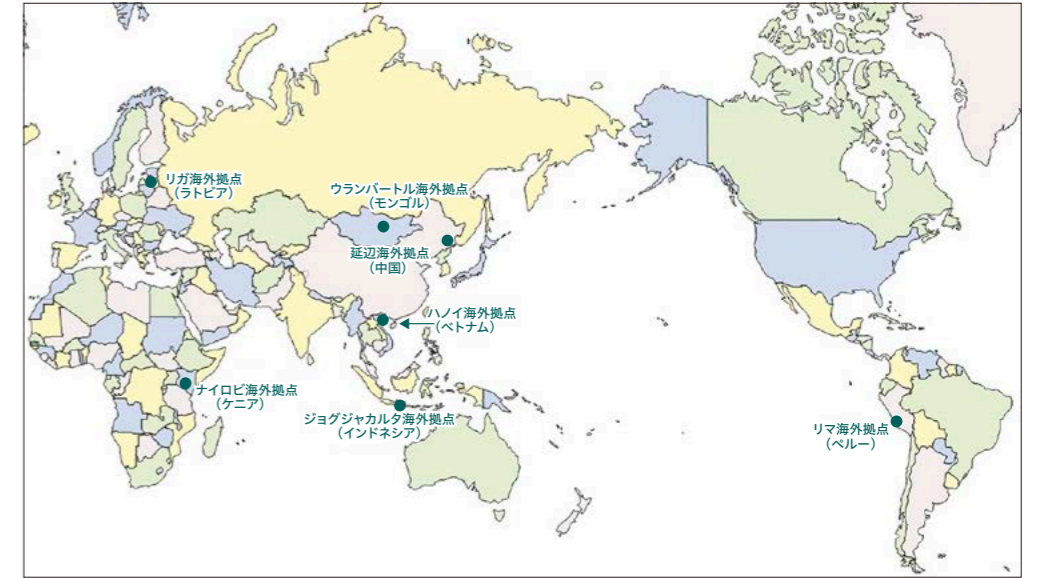 リガ海外拠点
（ラトビア）
ウランバートル海外拠点
（モンゴル）
延辺海外拠点
（中国）
ハノイ海外拠点
（ベトナム）
ナイロビ海外拠点
（ケニア）
ジョグジャカルタ海外拠点
（インドネシア）
リマ海外拠点
（ペルー）